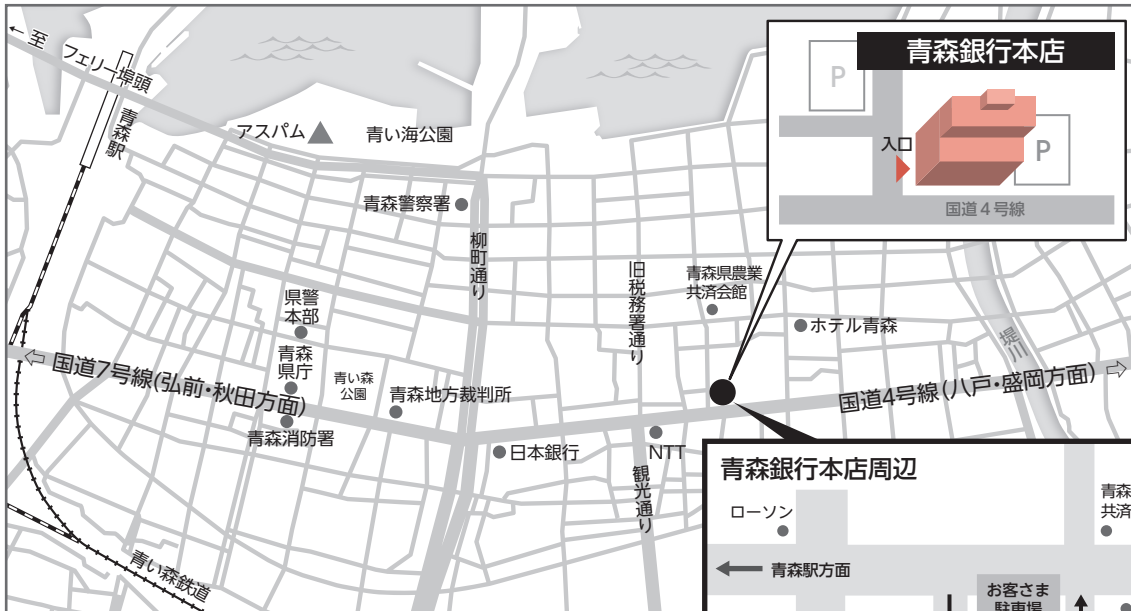 ← 至 フェリー埠頭
青森駅
アスパム
青い海公園
青森警察署
柳町通り
旧税務署通り
青森県農業
共済会館
ホテル青森
堤川
県警
本部
青森
県庁
青い森
公園
青森地方裁判所
青森消防署
国道7号線(弘前・秋田方面)
国道4号線(八戸・盛岡方面)
日本銀行
NTT
観光通り
青い森鉄道
青森銀行本店
P
入口
P
国道4号線
青森銀行本店周辺
ローソン
青森
共済
青森駅方面
お客さま
駐車場